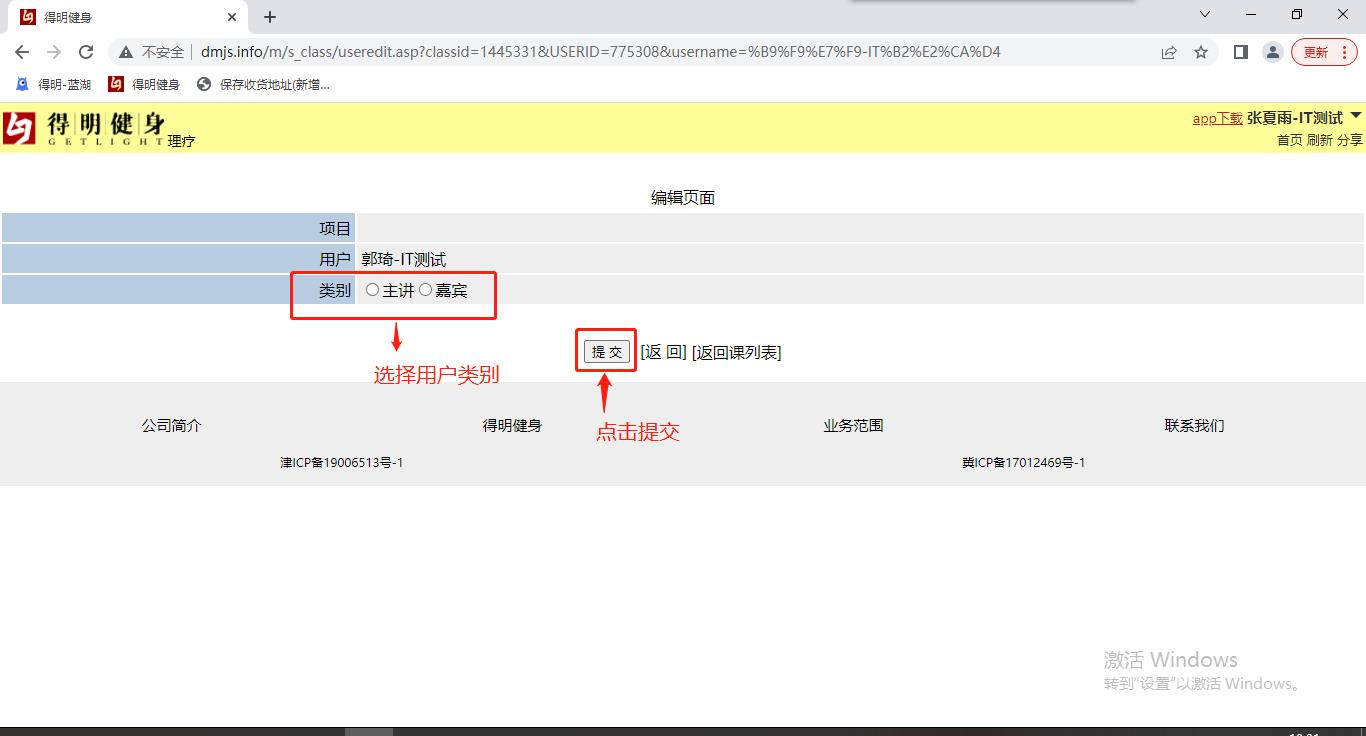 得明健身
不安全 dmjs.info/m/s_class/useredit.asp?classid=1445331&USERID=775308&username=%B9%F9%E7%F9-IT%B2%E2%CA%D4 更新
得明-蓝湖 得明健身 保存收货地址(新增...
得明健身
GETLIGHT 理疗
app下载 张夏雨-IT测试
首页 刷新 分享
编辑页面
项目
用户 郭琦-IT测试
类别 主讲 嘉宾
提 交 [返 回] [返回课列表]
选择用户类别
点击提交
公司简介 得明健身 业务范围 联系我们
津ICP备19006513号-1 冀ICP备17012469号-1
激活 Windows
转到"设置"以激活 Windows。